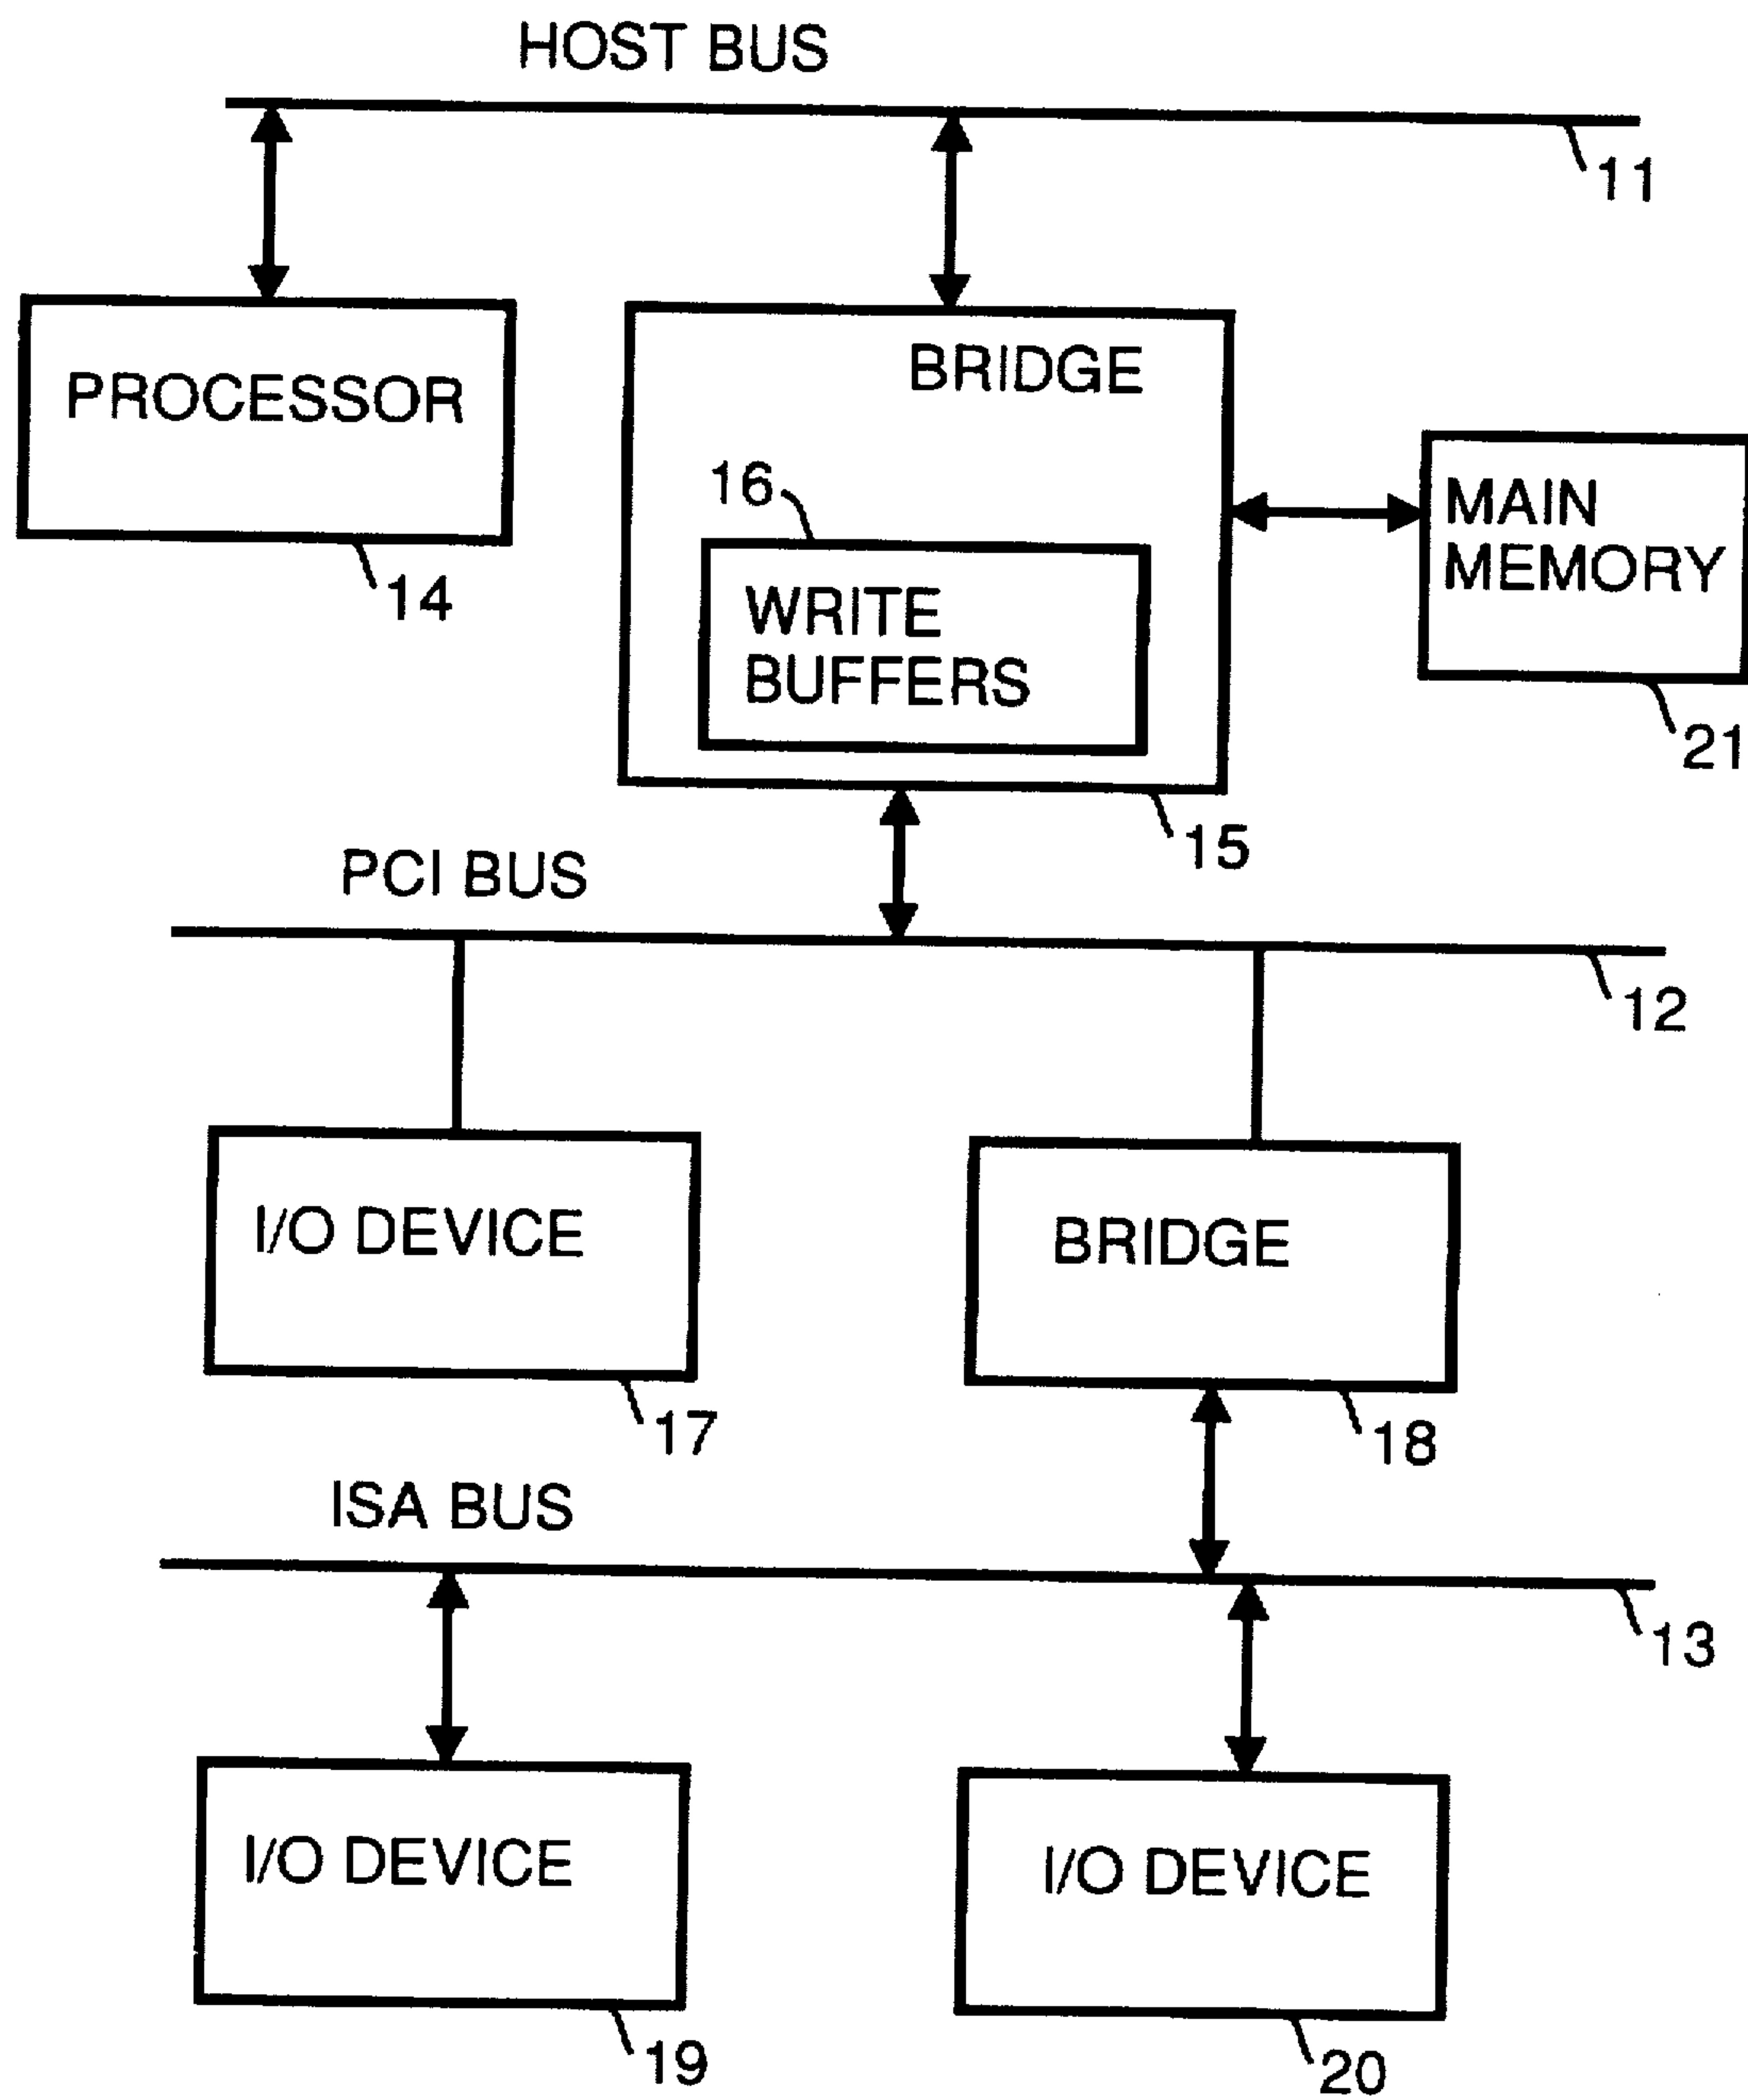 HOST BUS
11
PROCESSOR
14
BRIDGE
16
WRITE
BUFFERS
15
MAIN
MEMORY
21
PCI BUS
12
I/O DEVICE
17
BRIDGE
18
ISA BUS
13
I/O DEVICE
19
I/O DEVICE
20